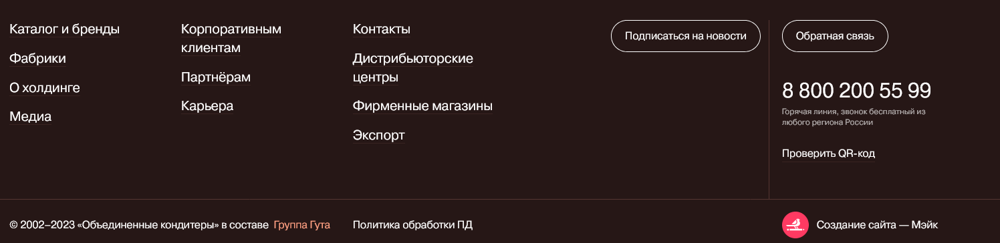 Каталог и бренды
Фабрики
О холдинге
Медиа
Корпоративным
клиентам
Партнёрам
Карьера
Контакты
Дистрибьюторские
центры
Фирменные магазины
Экспорт
Подписаться на новости
Обратная связь
8 800 200 55 99
Горячая линия, звонок бесплатный из
любого региона России
Проверить QR-код
© 2002–2023 «Объединенные кондитеры» в составе Группа Гута
Политика обработки ПД
Создание сайта — Мэйк